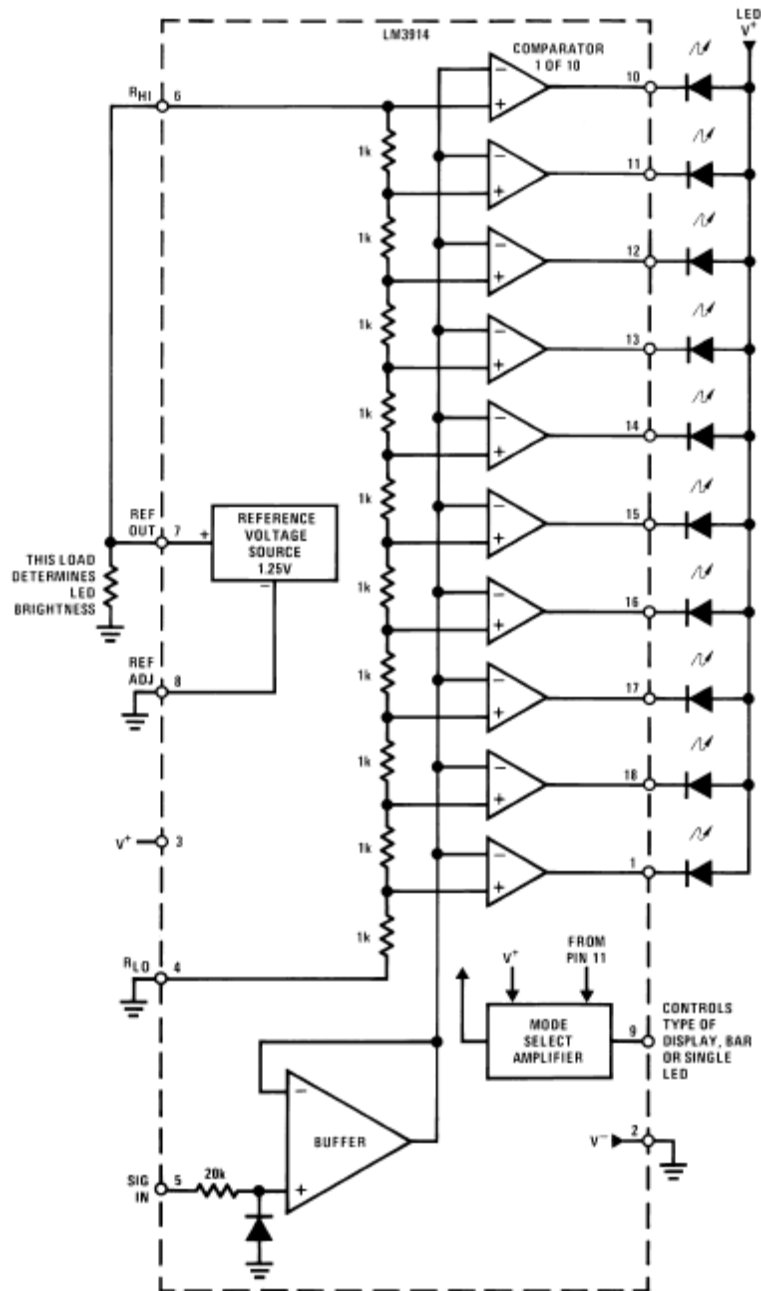 LM3914
LED
V+
COMPARATOR
1 OF 10
10
RHI
6
−
+
1k
11
−
+
1k
12
−
+
1k
13
−
+
1k
14
−
+
1k
15
−
+
REF
OUT
7
+
REFERENCE
VOLTAGE
SOURCE
1.25V
−
THIS LOAD
DETERMINES
LED
BRIGHTNESS
1k
16
−
+
REF
ADJ
8
1k
17
−
+
1k
18
−
+
V+
3
1k
1
−
+
1k
RLO
4
V+
FROM
PIN 11
MODE
SELECT
AMPLIFIER
9
CONTROLS
TYPE OF
DISPLAY, BAR
OR SINGLE
LED
−
BUFFER
+
V−
2
SIG
IN
5
20k